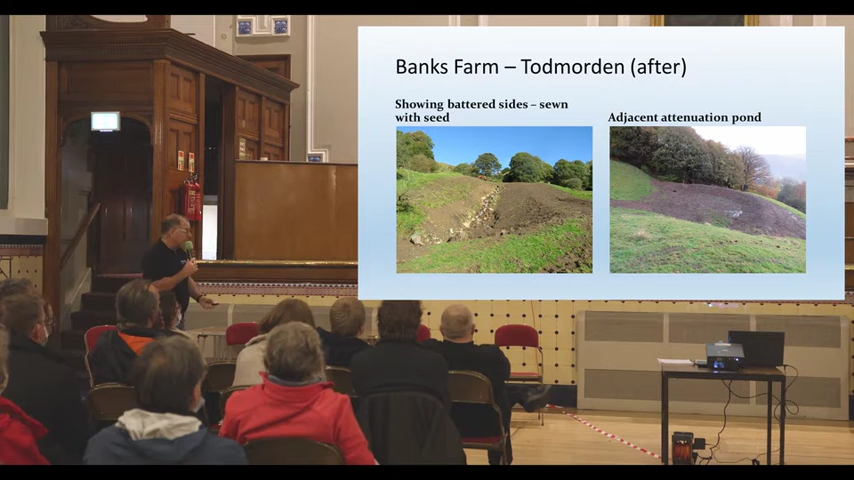 Banks Farm – Todmorden (after)
Showing battered sides – sewn
with seed
Adjacent attenuation pond